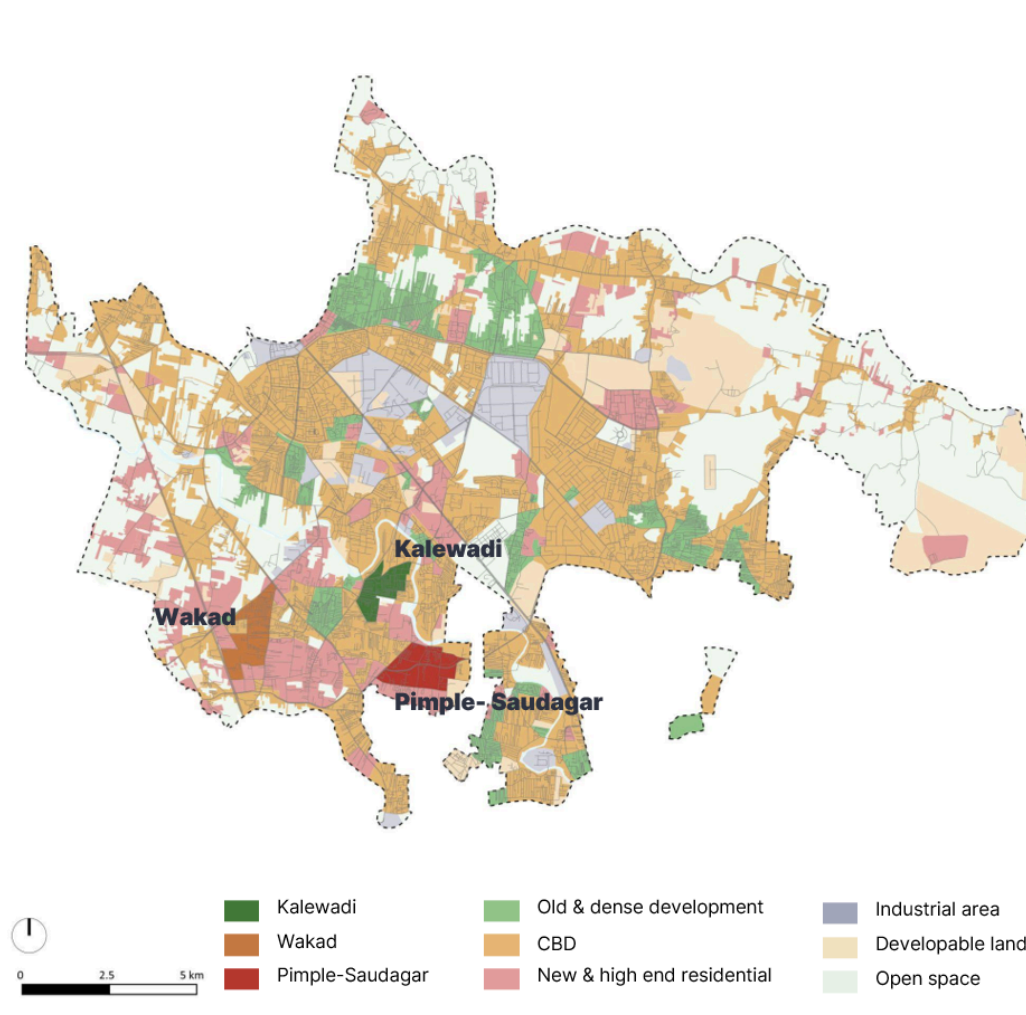 Kalewadi
Wakad
Pimple- Saudagar
Kalewadi
Wakad
Pimple-Saudagar
Old & dense development
CBD
New & high end residential
Industrial area
Developable land
Open space
0 2.5 5 km